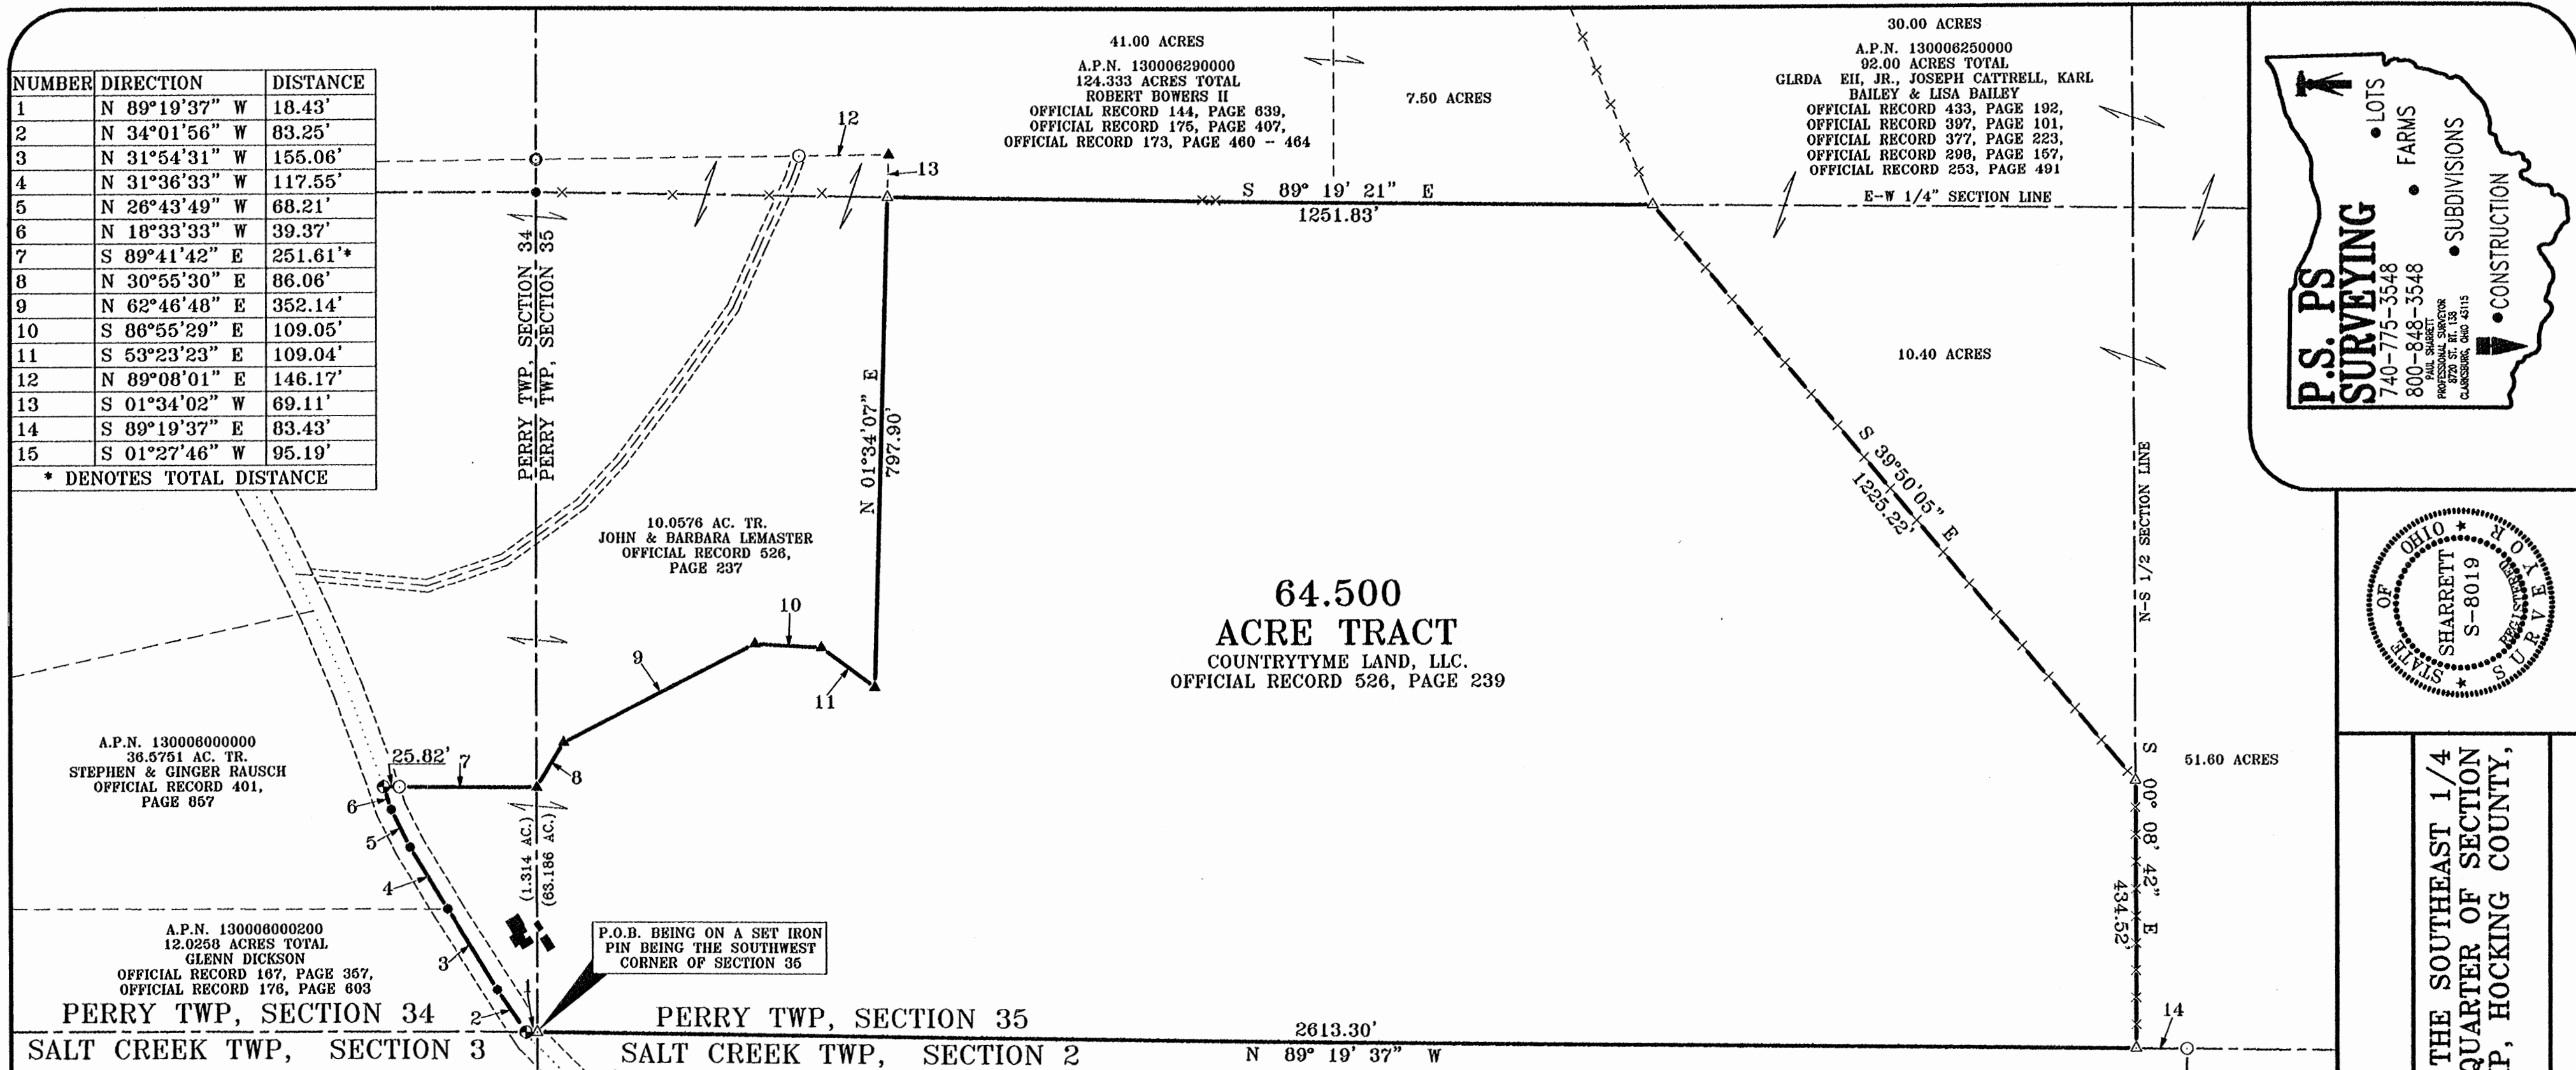 NUMBER DIRECTION DISTANCE
1 N 89°19'37" W 18.43'
2 N 34°01'56" W 83.25'
3 N 31°54'31" W 155.06'
4 N 31°36'33" W 117.55'
5 N 26°43'49" W 68.21'
6 N 18°33'33" W 39.37'
7 S 89°41'42" E 251.61'*
8 N 30°55'30" E 86.06'
9 N 62°46'48" E 352.14'
10 S 86°55'29" E 109.05'
11 S 53°23'23" E 109.04'
12 N 89°08'01" E 146.17'
13 S 01°34'02" W 69.11'
14 S 89°19'37" E 83.43'
15 S 01°27'46" W 95.19'
* DENOTES TOTAL DISTANCE
41.00 ACRES
A.P.N. 130006290000
124.333 ACRES TOTAL
ROBERT BOWERS II
OFFICIAL RECORD 144, PAGE 639,
OFFICIAL RECORD 175, PAGE 407,
OFFICIAL RECORD 173, PAGE 460 - 464
7.50 ACRES
30.00 ACRES
A.P.N. 130006250000
92.00 ACRES TOTAL
GLRDA EII, JR., JOSEPH CATTRELL, KARL
BAILEY & LISA BAILEY
OFFICIAL RECORD 433, PAGE 192,
OFFICIAL RECORD 397, PAGE 101,
OFFICIAL RECORD 377, PAGE 223,
OFFICIAL RECORD 298, PAGE 157,
OFFICIAL RECORD 253, PAGE 491
E-W 1/4" SECTION LINE
12
13
S 89° 19' 21" E
1251.83'
PERRY TWP, SECTION 34
PERRY TWP, SECTION 35
N 01°34'07" E
797.90'
10.40 ACRES
S 39°50'05" E
1225.22'
N-S 1/2 SECTION LINE
10.0576 AC. TR.
JOHN & BARBARA LEMASTER
OFFICIAL RECORD 526,
PAGE 237
64.500
ACRE TRACT
COUNTRYTYME LAND, LLC.
OFFICIAL RECORD 526, PAGE 239
10
9
11
8
7
25.82'
6
5
4
3
2
1
A.P.N. 130006000000
36.5751 AC. TR.
STEPHEN & GINGER RAUSCH
OFFICIAL RECORD 401,
PAGE 857
(1.314 AC.)
(63.186 AC.)
51.60 ACRES
S 00° 08' 42" E
434.52'
A.P.N. 130006000200
12.0258 ACRES TOTAL
GLENN DICKSON
OFFICIAL RECORD 167, PAGE 357,
OFFICIAL RECORD 176, PAGE 603
P.O.B. BEING ON A SET IRON
PIN BEING THE SOUTHWEST
CORNER OF SECTION 35
PERRY TWP, SECTION 34
PERRY TWP, SECTION 35
SALT CREEK TWP, SECTION 3
SALT CREEK TWP, SECTION 2
2613.30'
N 89° 19' 37" W
14
P.S. PS
SURVEYING
740-775-3548
800-848-3548
PAUL SHARRETT
PROFESSIONAL SURVEYOR
8720 ST. RT. 138
CLARKSBURG, OHIO 43115
• LOTS
• FARMS
• SUBDIVISIONS
• CONSTRUCTION
STATE OF OHIO
SHARRETT
S-8019
REGISTERED
SURVEYOR
THE SOUTHEAST 1/4
QUARTER OF SECTION
P, HOCKING COUNTY,